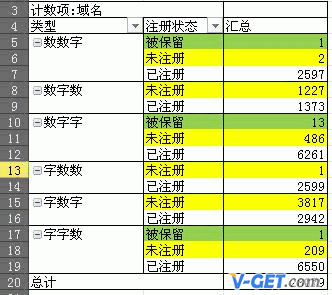 3 计数项:域名
4 类型 注册状态 汇总
5 数数字 被保留 1
6 未注册 2
7 已注册 2597
8 数字数 未注册 1227
9 已注册 1373
10 数字字 被保留 13
11 未注册 486
12 已注册 6261
13 字数数 未注册 1
14 已注册 2599
15 字数字 未注册 3817
16 已注册 2942
17 字字数 被保留 1
18 未注册 209
19 已注册 6550
20 总计
V-GET.com